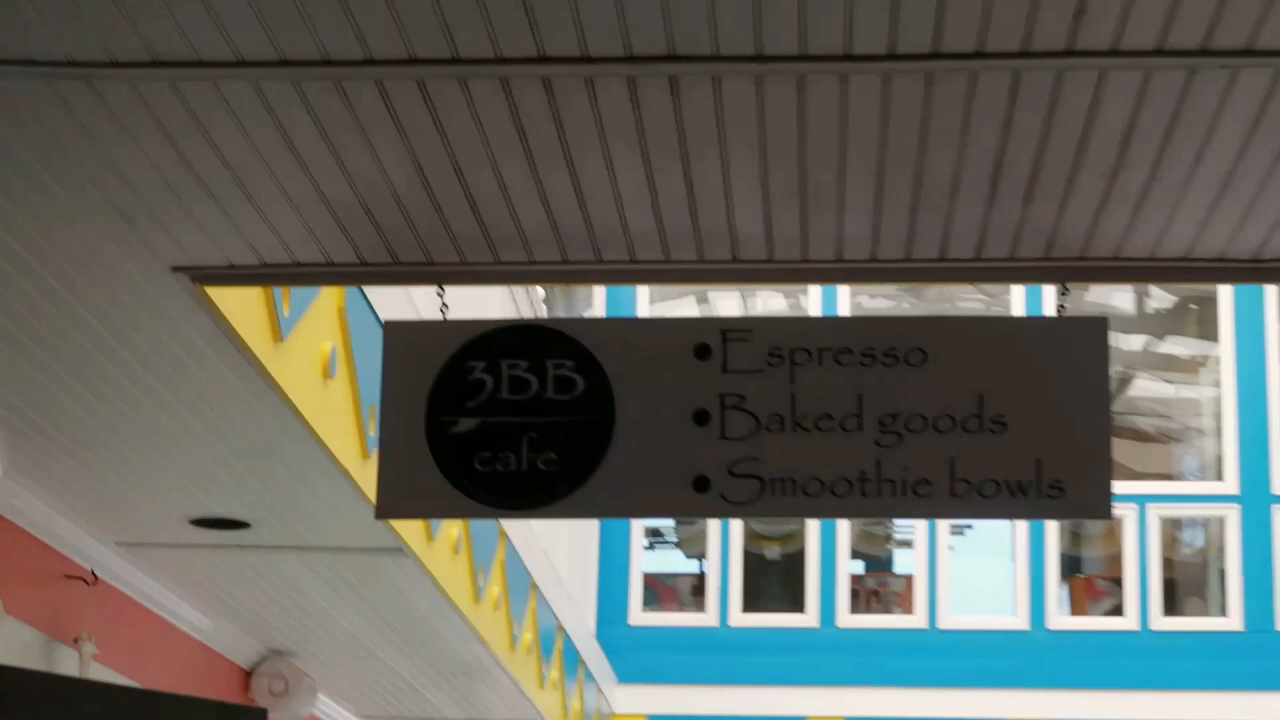 3BB
cafe
• Espresso
• Baked goods
• Smoothie bowls